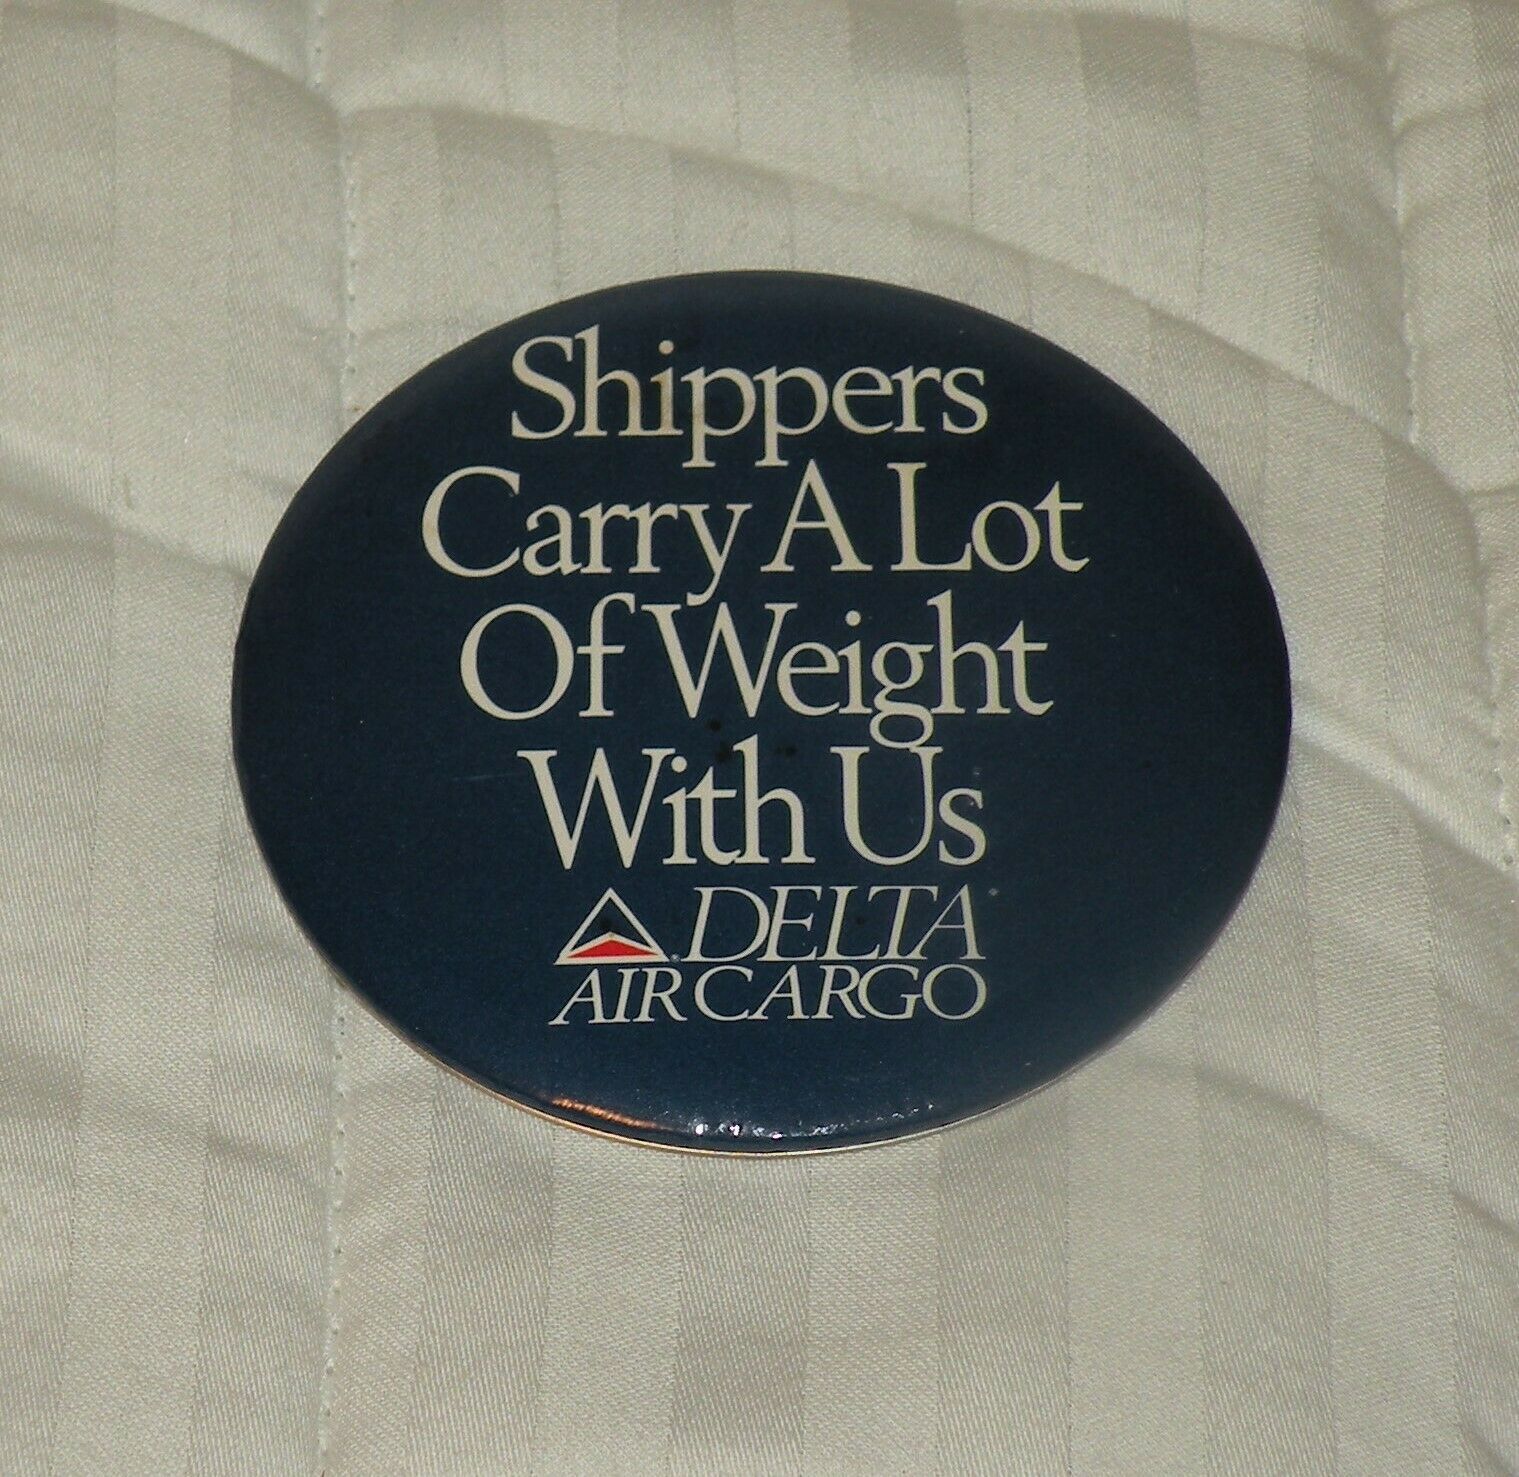 Shippers
Carry A Lot
Of Weight
With Us
DELTA
AIR CARGO